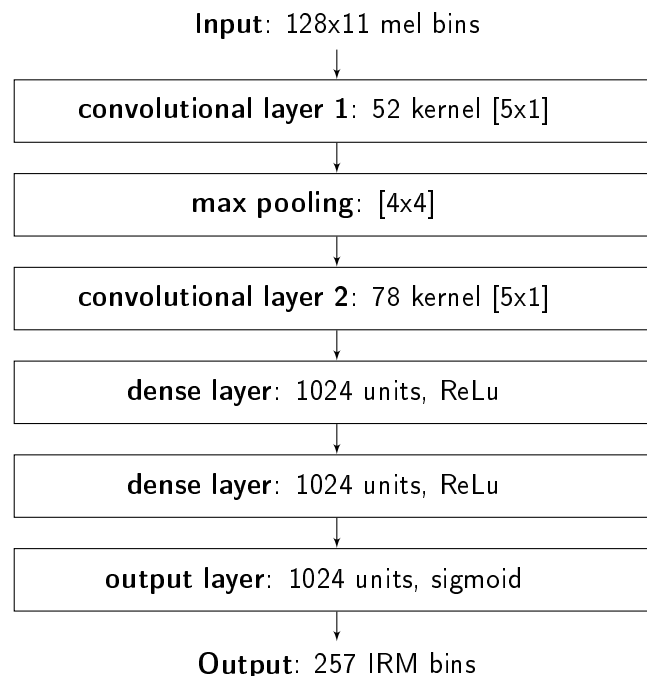 Input: 128x11 mel bins
convolutional layer 1: 52 kernel [5x1]
max pooling: [4x4]
convolutional layer 2: 78 kernel [5x1]
dense layer: 1024 units, ReLu
dense layer: 1024 units, ReLu
output layer: 1024 units, sigmoid
Output: 257 IRM bins